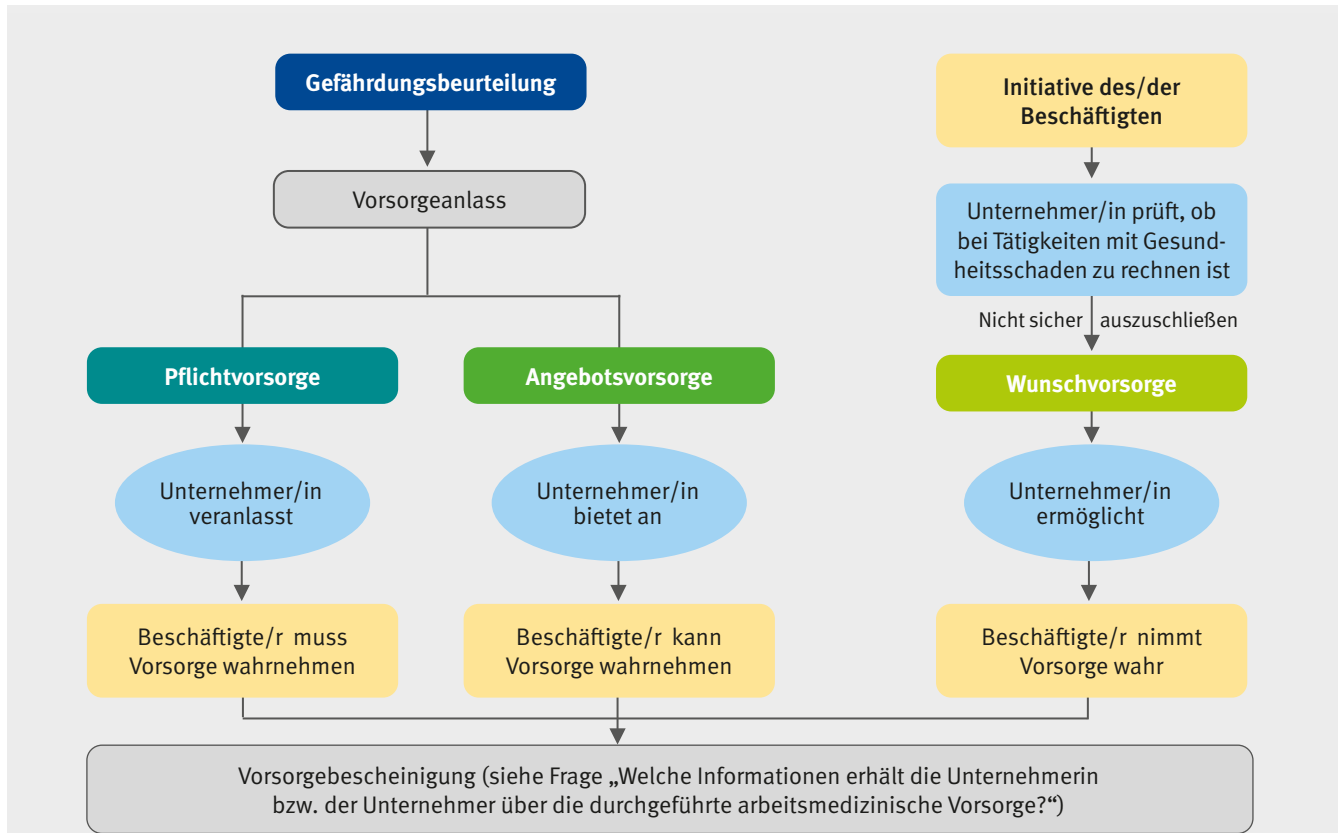 Gefährdungsbeurteilung
Vorsorgeanlass
Initiative des/der
Beschäftigten
Unternehmer/in prüft, ob
bei Tätigkeiten mit Gesund-
heitsschaden zu rechnen ist
Nicht sicher auszuschließen
Pflichtvorsorge
Angebotsvorsorge
Wunschvorsorge
Unternehmer/in
veranlasst
Unternehmer/in
bietet an
Unternehmer/in
ermöglicht
Beschäftigte/r muss
Vorsorge wahrnehmen
Beschäftigte/r kann
Vorsorge wahrnehmen
Beschäftigte/r nimmt
Vorsorge wahr
Vorsorgebescheinigung (siehe Frage „Welche Informationen erhält die Unternehmerin
bzw. der Unternehmer über die durchgeführte arbeitsmedizinische Vorsorge?“)